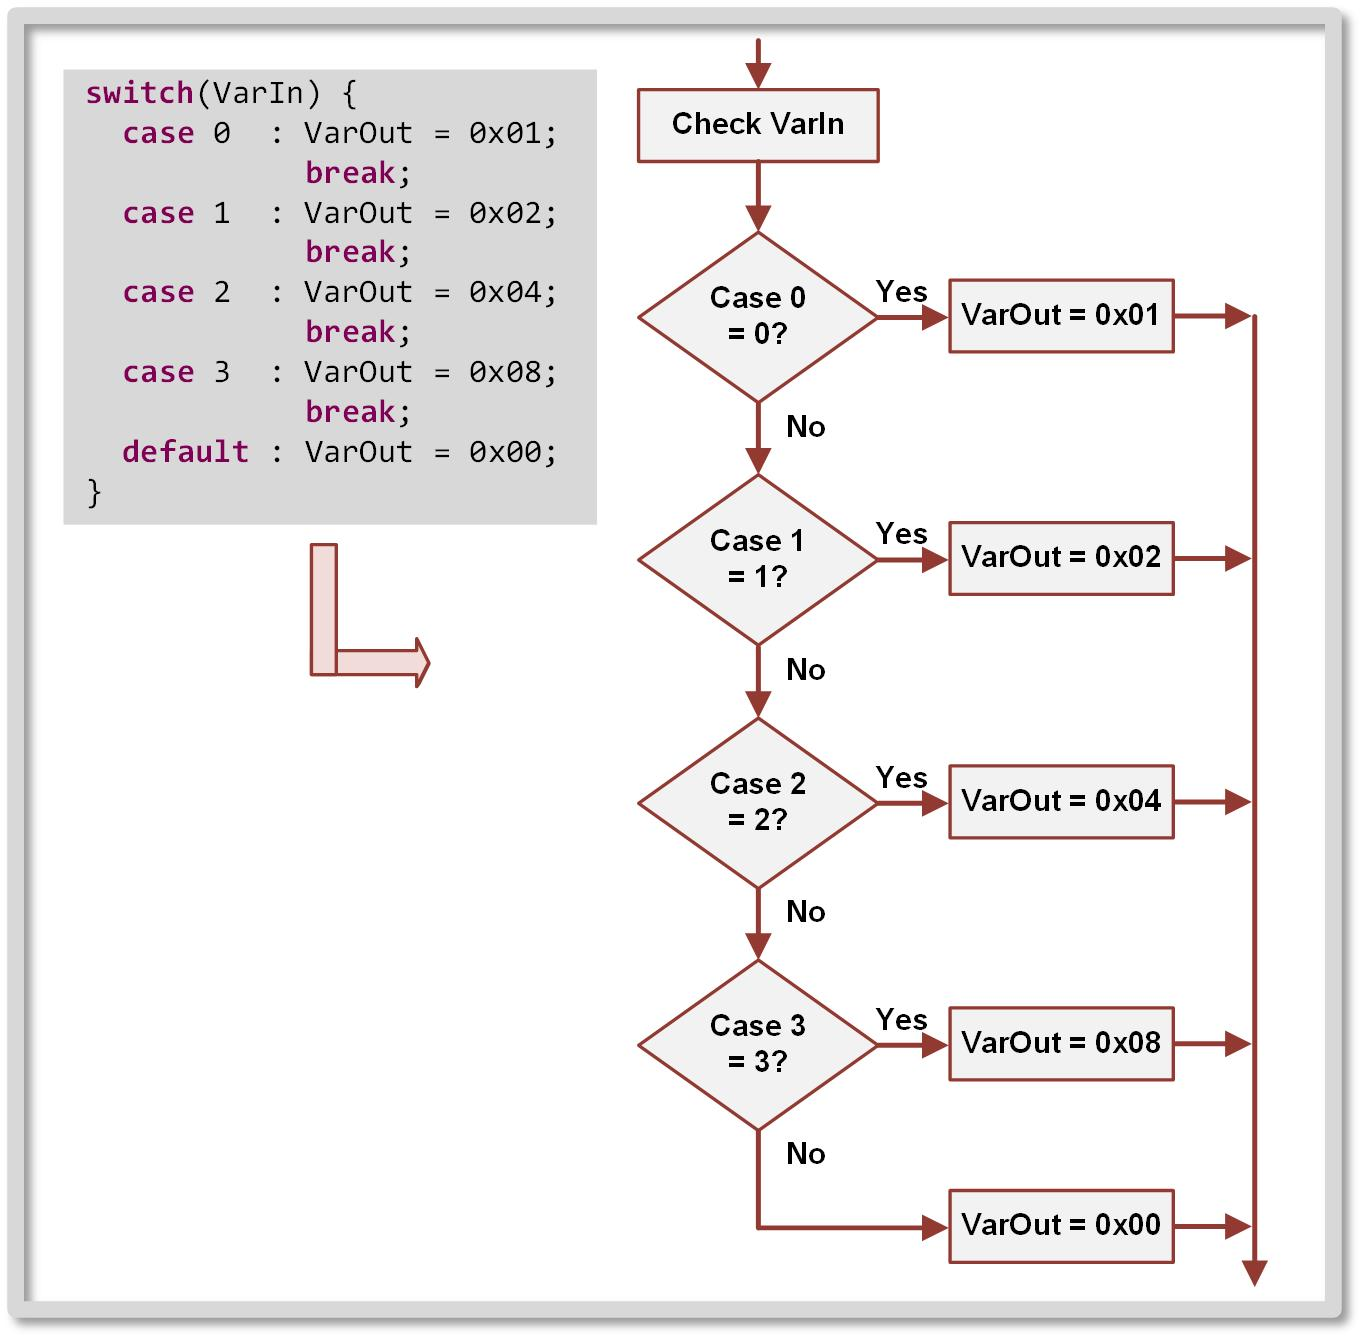 switch(VarIn) {
case 0 : VarOut = 0x01;
break;
case 1 : VarOut = 0x02;
break;
case 2 : VarOut = 0x04;
break;
case 3 : VarOut = 0x08;
break;
default : VarOut = 0x00;
}
Check VarIn
Case 0
= 0?
Yes
VarOut = 0x01
No
Case 1
= 1?
Yes
VarOut = 0x02
No
Case 2
= 2?
Yes
VarOut = 0x04
No
Case 3
= 3?
Yes
VarOut = 0x08
No
VarOut = 0x00